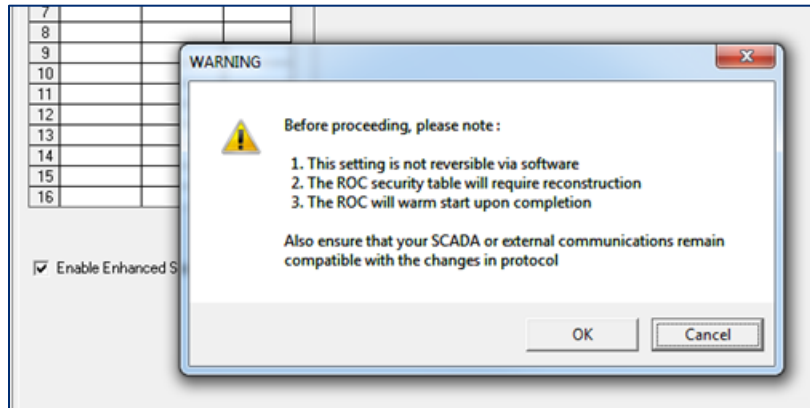 7
8
9
10
11
12
13
14
15
16
WARNING
x
Before proceeding, please note :
1. This setting is not reversible via software
2. The ROC security table will require reconstruction
3. The ROC will warm start upon completion
Also ensure that your SCADA or external communications remain
compatible with the changes in protocol
Enable Enhanced S
OK
Cancel